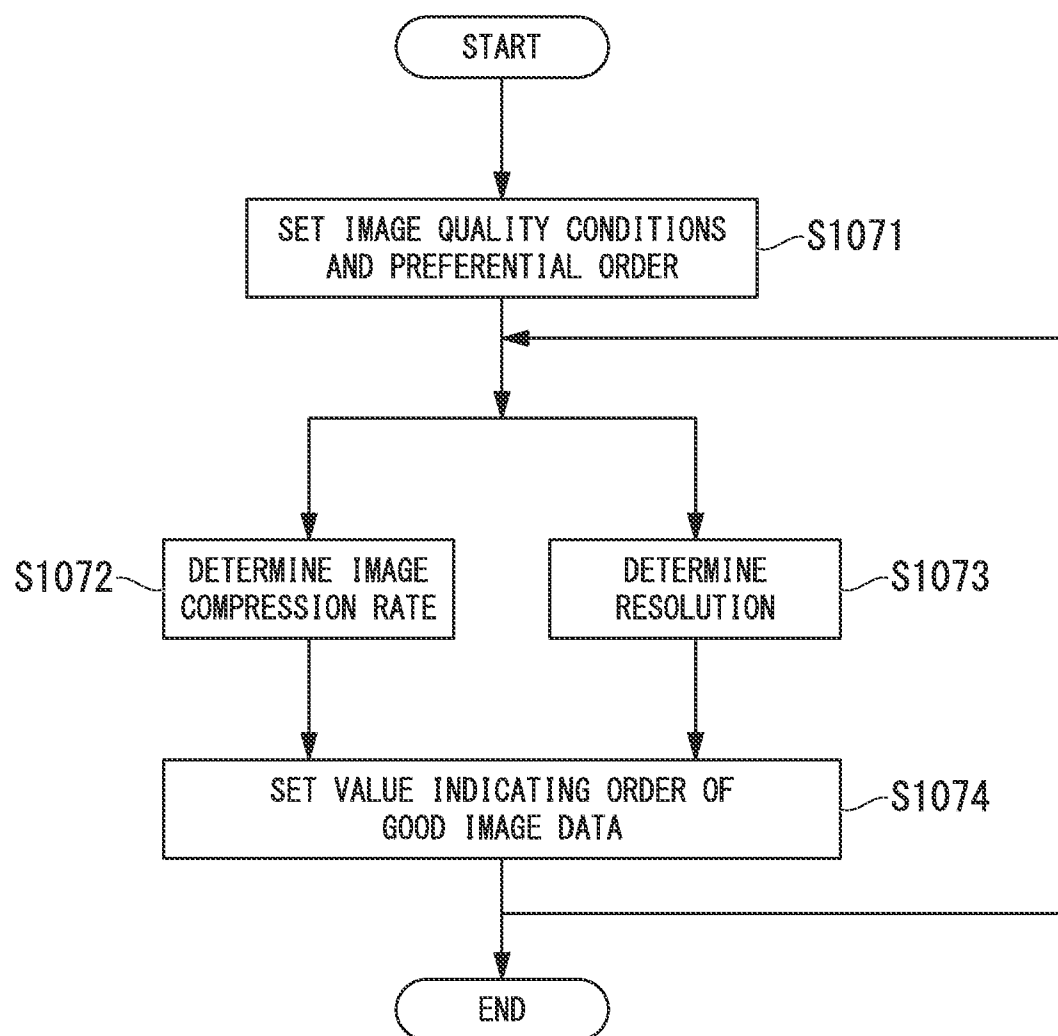 START
SET IMAGE QUALITY CONDITIONS
AND PREFERENTIAL ORDER
S1071
S1072
DETERMINE IMAGE
COMPRESSION RATE
DETERMINE
RESOLUTION
S1073
SET VALUE INDICATING ORDER OF
GOOD IMAGE DATA
S1074
END